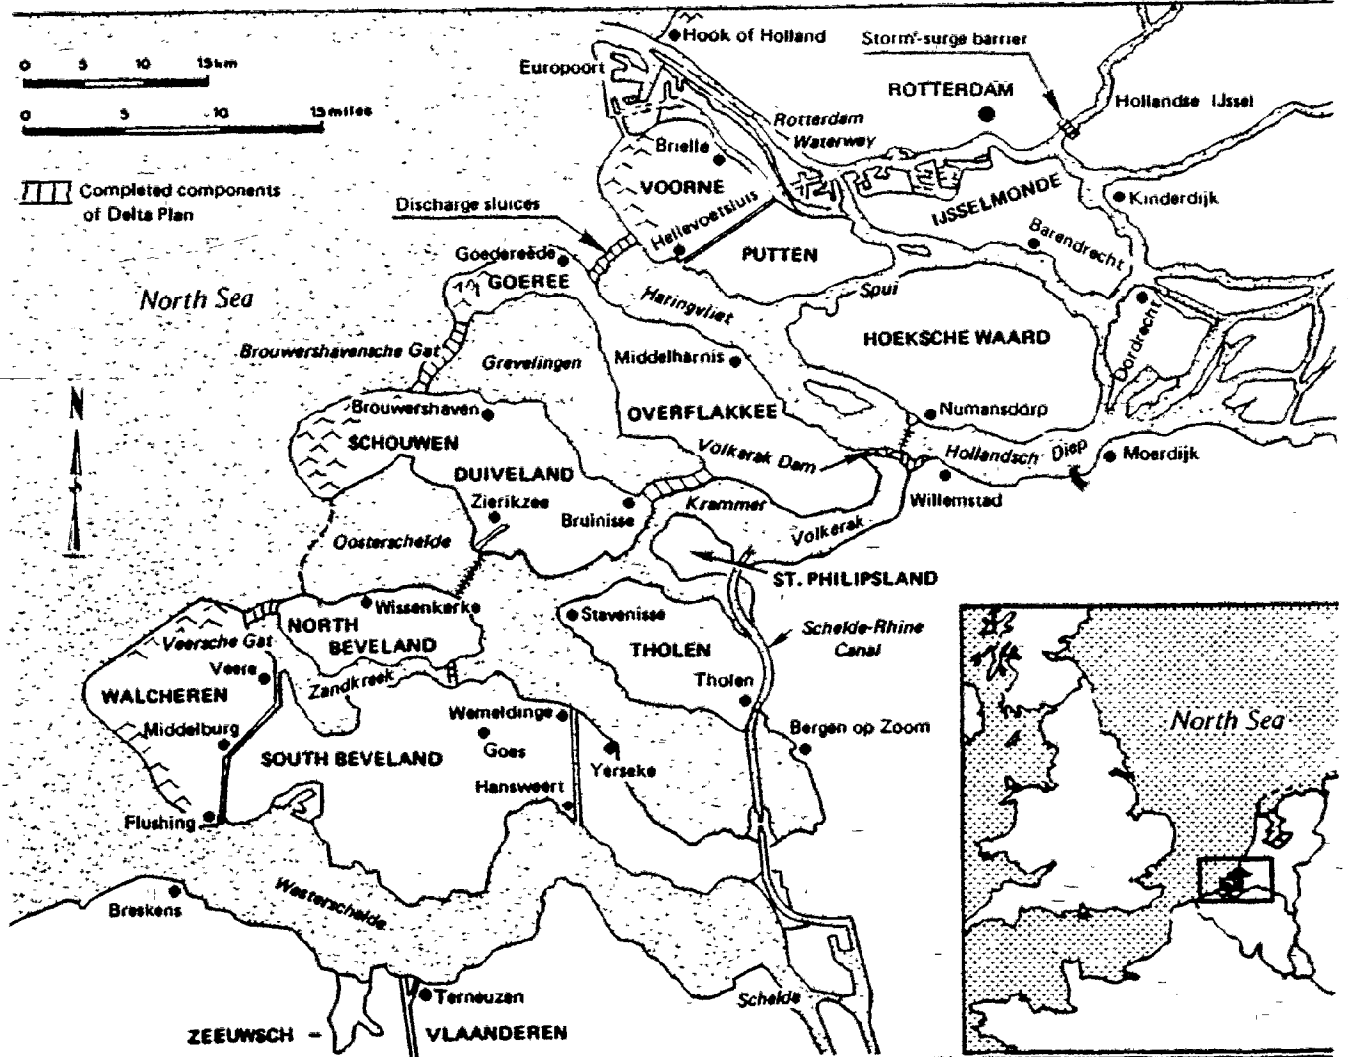 Hook of Holland
Storm-surge barrier
0 5 10 15 km
Europoort
ROTTERDAM
Hollandse IJssel
0 5 10 15 miles
Rotterdam
Waterway
Brielle
Completed components
of Delta Plan
VOORNE
IJSSELMONDE
Kinderdijk
Discharge sluices
Hellevoetsluis
Barendrecht
Goedereede
PUTTEN
GOEREE
North Sea
Haringvliet
Spui
Dordrecht
HOEKSCHE WAARD
Brouwershavensche Gat
Grevelingen
Middelharnis
N
Brouwershaven
OVERFLAKKEE
Numansdorp
SCHOUWEN
Volkerak Dam
Hollandsch Diep
Moerdijk
DUIVELAND
Zierikzee
Krammer
Willemstad
Bruinisse
Volkerak
Oosterschelde
ST. PHILIPSLAND
Wissenkerke
Stavenisse
NORTH
BEVELAND
Veersche Gat
Schelde-Rhine
Canal
THOLEN
Veere
Zandkreek
Tholen
WALCHEREN
Wemeldinge
North Sea
Middelburg
Goes
Bergen op Zoom
SOUTH BEVELAND
Yerseke
Hansweert
Flushing
Westerschelde
Breskens
Terneuzen
Schelde
ZEEUWSCH - VLAANDEREN